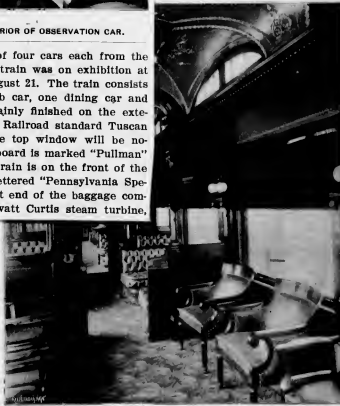 RIOR OF OBSERVATION CAR.
of four cars each from the
train was on exhibition at
gust 21. The train consists
b car, one dining car and
ainly finished on the exte-
Railroad standard Tuscan
e top window will be no-
board is marked "Pullman"
rain is on the front of the
ettered "Pennsylvania Spe-
t end of the baggage com-
watt Curtis steam turbine,